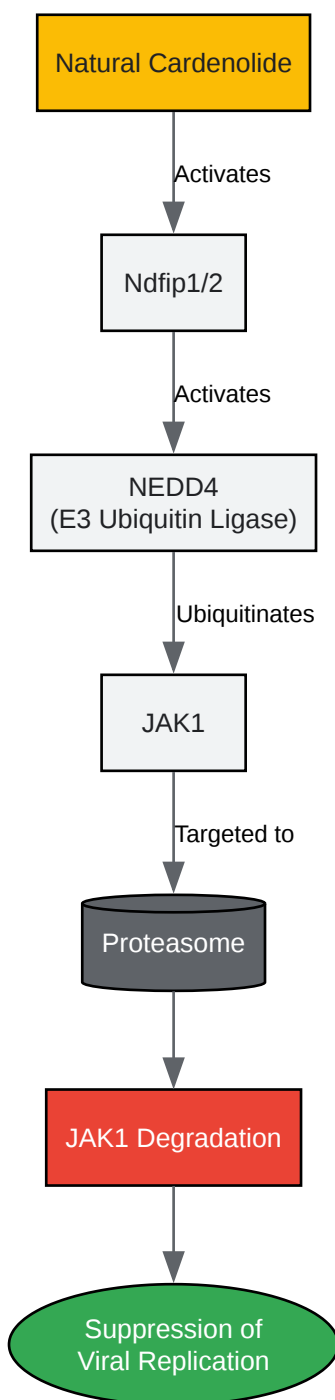 Natural Cardenolide
Activates
Ndfip1/2
Activates
NEDD4
(E3 Ubiquitin Ligase)
Ubiquitinates
JAK1
Targeted to
Proteasome
JAK1 Degradation
Suppression of
Viral Replication